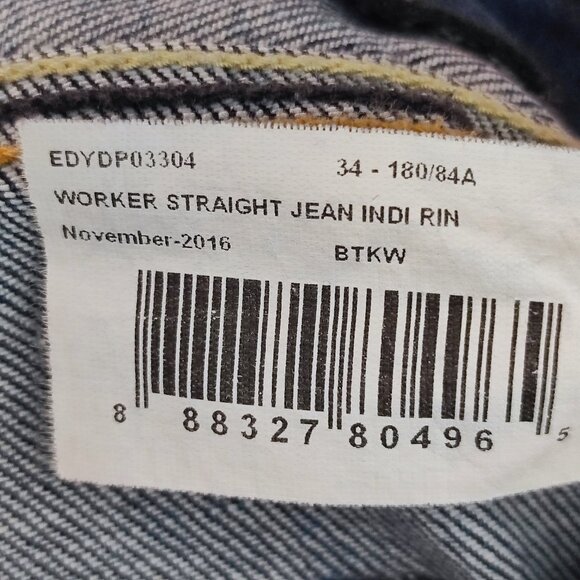 EDYDP03304 34 - 180/84A
WORKER STRAIGHT JEAN INDI RIN
November-2016 BTKW
8 88327 80496 5